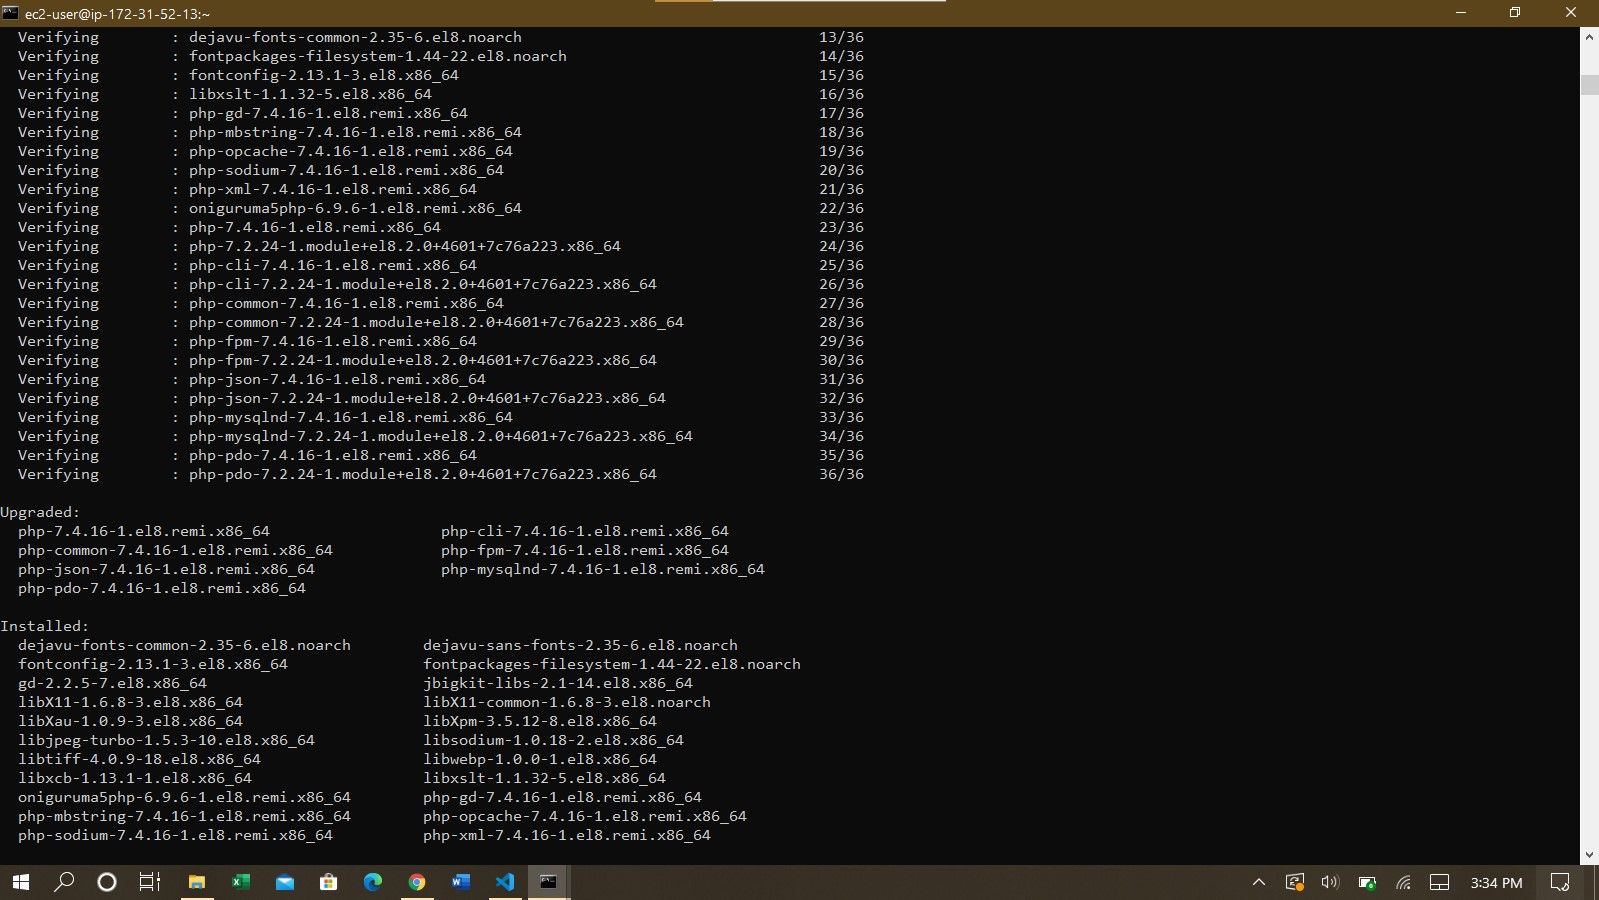 ec2-user@ip-172-31-52-13:~
Verifying : dejavu-fonts-common-2.35-6.el8.noarch 13/36
Verifying : fontpackages-filesystem-1.44-22.el8.noarch 14/36
Verifying : fontconfig-2.13.1-3.el8.x86_64 15/36
Verifying : libxslt-1.1.32-5.el8.x86_64 16/36
Verifying : php-gd-7.4.16-1.el8.remi.x86_64 17/36
Verifying : php-mbstring-7.4.16-1.el8.remi.x86_64 18/36
Verifying : php-opcache-7.4.16-1.el8.remi.x86_64 19/36
Verifying : php-sodium-7.4.16-1.el8.remi.x86_64 20/36
Verifying : php-xml-7.4.16-1.el8.remi.x86_64 21/36
Verifying : oniguruma5php-6.9.6-1.el8.remi.x86_64 22/36
Verifying : php-7.4.16-1.el8.remi.x86_64 23/36
Verifying : php-7.2.24-1.module+el8.2.0+4601+7c76a223.x86_64 24/36
Verifying : php-cli-7.4.16-1.el8.remi.x86_64 25/36
Verifying : php-cli-7.2.24-1.module+el8.2.0+4601+7c76a223.x86_64 26/36
Verifying : php-common-7.4.16-1.el8.remi.x86_64 27/36
Verifying : php-common-7.2.24-1.module+el8.2.0+4601+7c76a223.x86_64 28/36
Verifying : php-fpm-7.4.16-1.el8.remi.x86_64 29/36
Verifying : php-fpm-7.2.24-1.module+el8.2.0+4601+7c76a223.x86_64 30/36
Verifying : php-json-7.4.16-1.el8.remi.x86_64 31/36
Verifying : php-json-7.2.24-1.module+el8.2.0+4601+7c76a223.x86_64 32/36
Verifying : php-mysqlnd-7.4.16-1.el8.remi.x86_64 33/36
Verifying : php-mysqlnd-7.2.24-1.module+el8.2.0+4601+7c76a223.x86_64 34/36
Verifying : php-pdo-7.4.16-1.el8.remi.x86_64 35/36
Verifying : php-pdo-7.2.24-1.module+el8.2.0+4601+7c76a223.x86_64 36/36
Upgraded:
php-7.4.16-1.el8.remi.x86_64 php-cli-7.4.16-1.el8.remi.x86_64
php-common-7.4.16-1.el8.remi.x86_64 php-fpm-7.4.16-1.el8.remi.x86_64
php-json-7.4.16-1.el8.remi.x86_64 php-mysqlnd-7.4.16-1.el8.remi.x86_64
php-pdo-7.4.16-1.el8.remi.x86_64
Installed:
dejavu-fonts-common-2.35-6.el8.noarch dejavu-sans-fonts-2.35-6.el8.noarch
fontconfig-2.13.1-3.el8.x86_64 fontpackages-filesystem-1.44-22.el8.noarch
gd-2.2.5-7.el8.x86_64 jbigkit-libs-2.1-14.el8.x86_64
libX11-1.6.8-3.el8.x86_64 libX11-common-1.6.8-3.el8.noarch
libXau-1.0.9-3.el8.x86_64 libXpm-3.5.12-8.el8.x86_64
libjpeg-turbo-1.5.3-10.el8.x86_64 libsodium-1.0.18-2.el8.x86_64
libtiff-4.0.9-18.el8.x86_64 libwebp-1.0.0-1.el8.x86_64
libxcb-1.13.1-1.el8.x86_64 libxslt-1.1.32-5.el8.x86_64
oniguruma5php-6.9.6-1.el8.remi.x86_64 php-gd-7.4.16-1.el8.remi.x86_64
php-mbstring-7.4.16-1.el8.remi.x86_64 php-opcache-7.4.16-1.el8.remi.x86_64
php-sodium-7.4.16-1.el8.remi.x86_64 php-xml-7.4.16-1.el8.remi.x86_64
3:34 PM